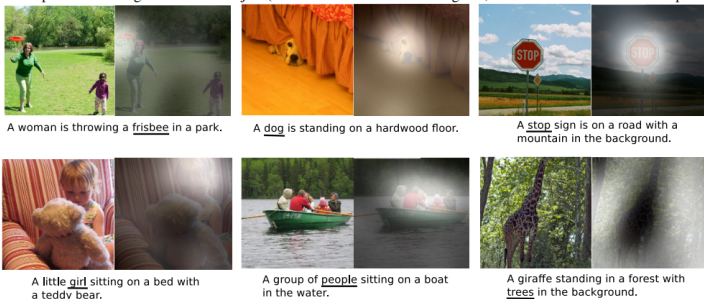 A woman is throwing a frisbee in a park.
A dog is standing on a hardwood floor.
STOP
A stop sign is on a road with a
mountain in the background.
A little girl sitting on a bed with
a teddy bear.
A group of people sitting on a boat
in the water.
A giraffe standing in a forest with
trees in the background.